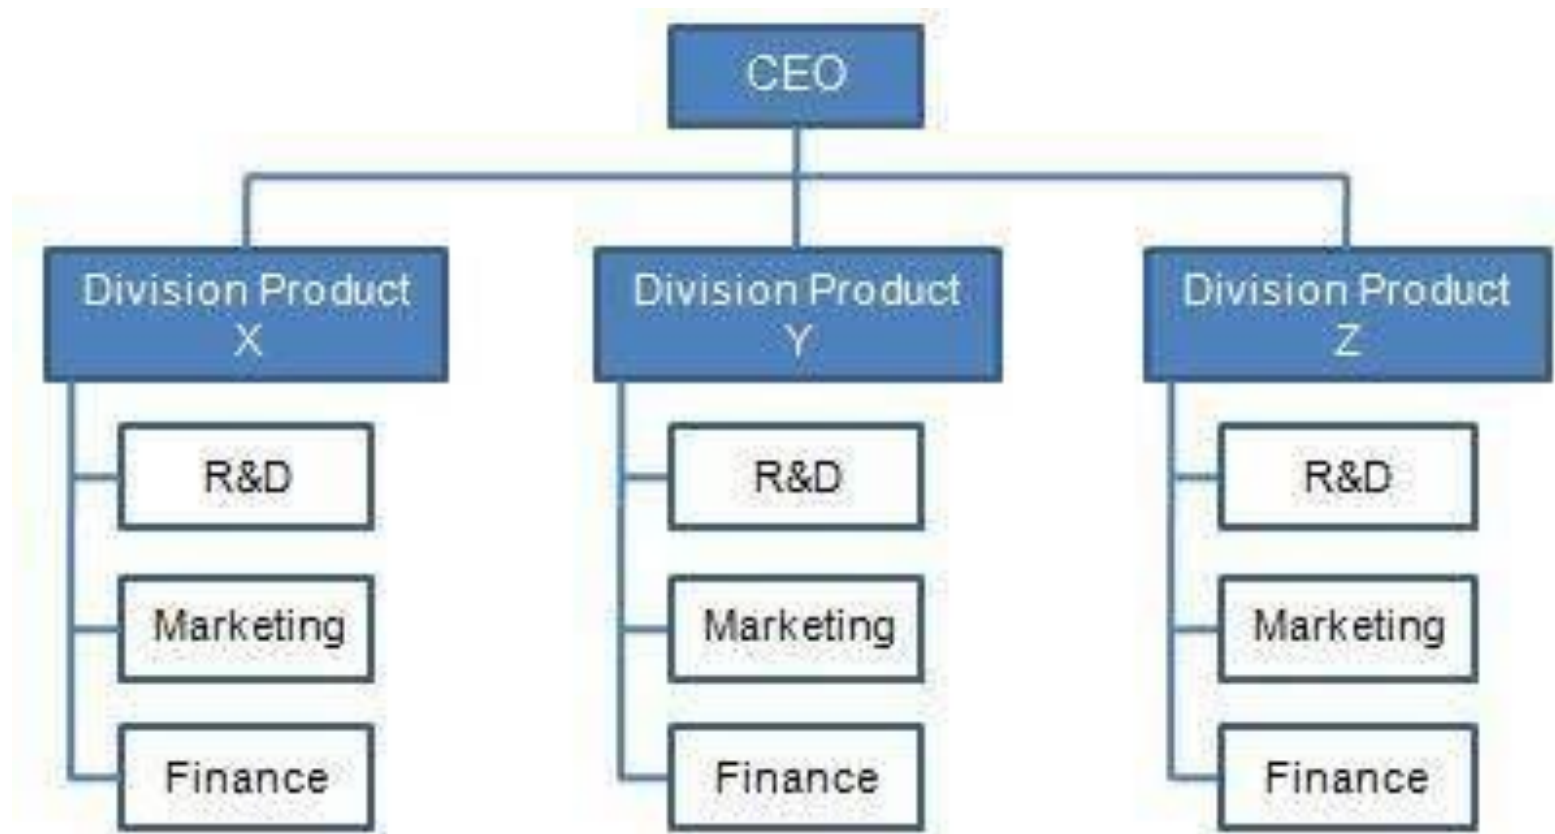 CEO
Division Product
X
Division Product
Y
Division Product
Z
R&D
R&D
R&D
Marketing
Marketing
Marketing
Finance
Finance
Finance